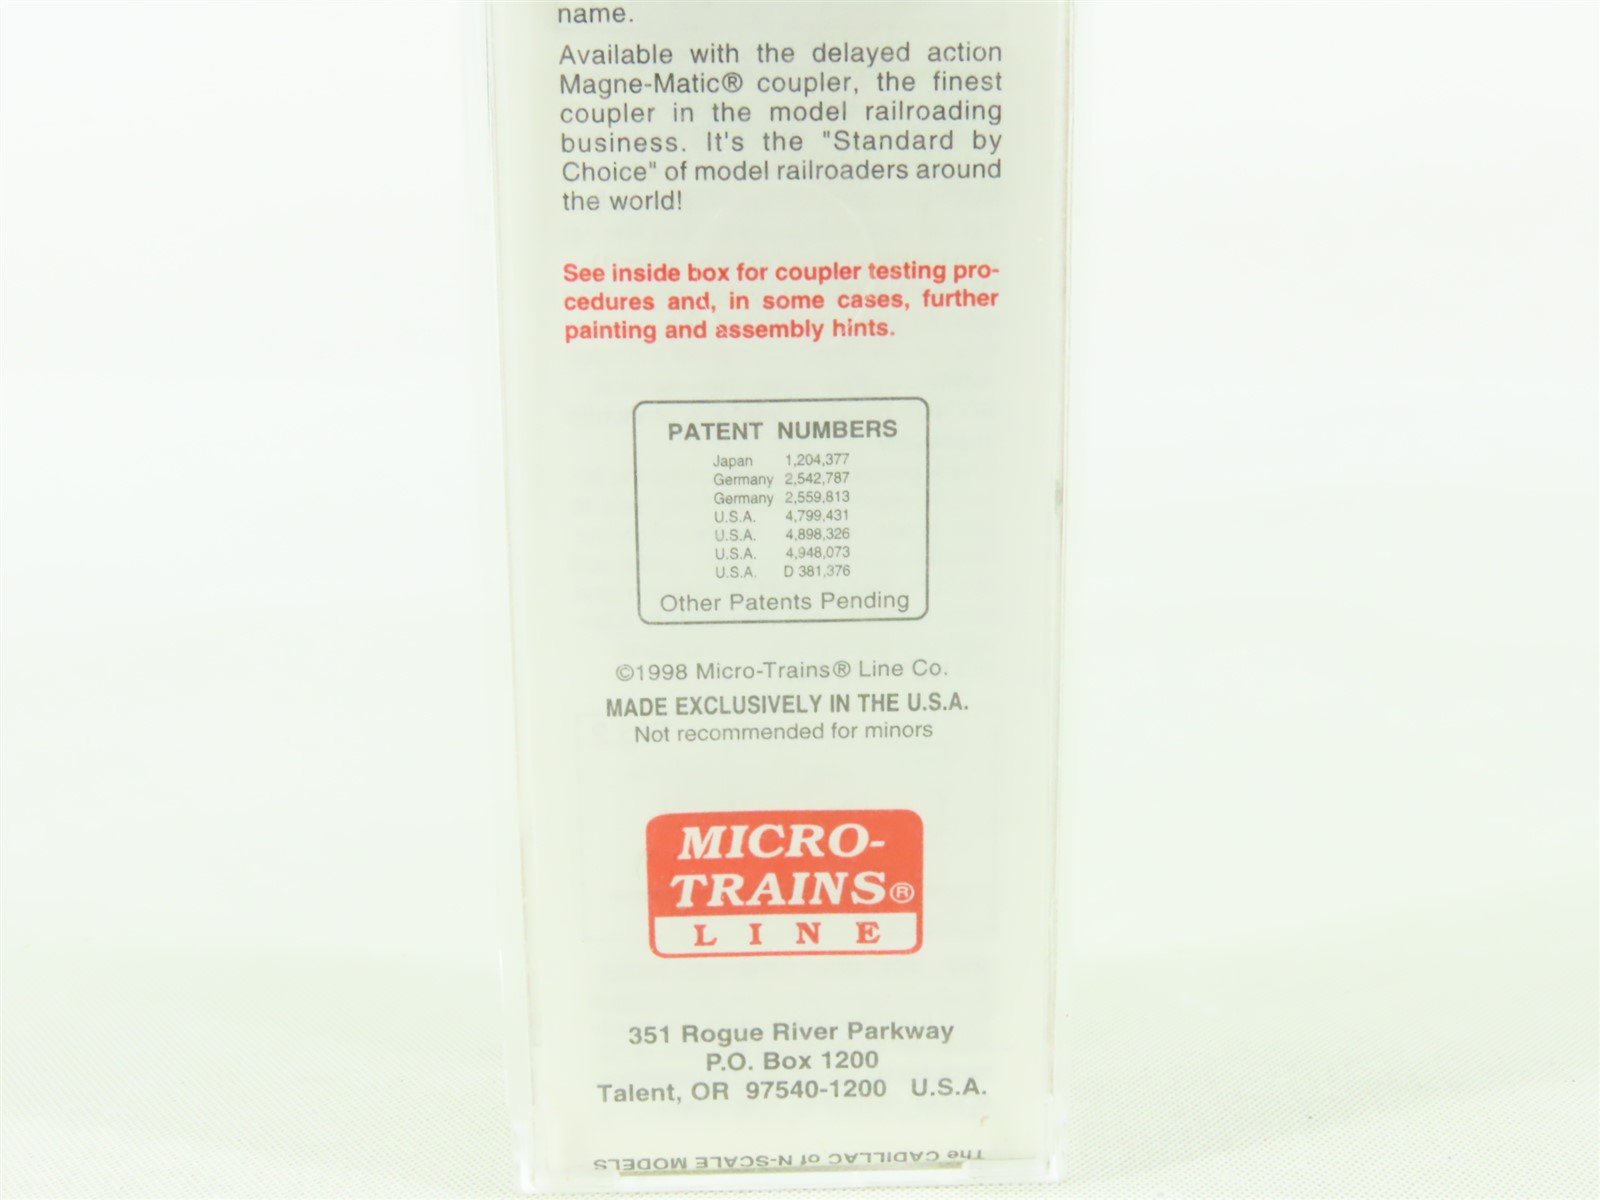 name.
Available with the delayed action
Magne-Matic® coupler, the finest
coupler in the model railroading
business. It's the "Standard by
Choice" of model railroaders around
the world!
See inside box for coupler testing pro-
cedures and, in some cases, further
painting and assembly hints.
PATENT NUMBERS
Japan 1,204,377
Germany 2,542,787
Germany 2,559,813
U.S.A. 4,799,431
U.S.A. 4,898,326
U.S.A. 4,948,073
U.S.A. D 381,376
Other Patents Pending
©1998 Micro-Trains® Line Co.
MADE EXCLUSIVELY IN THE U.S.A.
Not recommended for minors
MICRO-
TRAINS®
LINE
351 Rogue River Parkway
P.O. Box 1200
Talent, OR 97540-1200 U.S.A.
The CADILLAC of N-SCALE MODELS